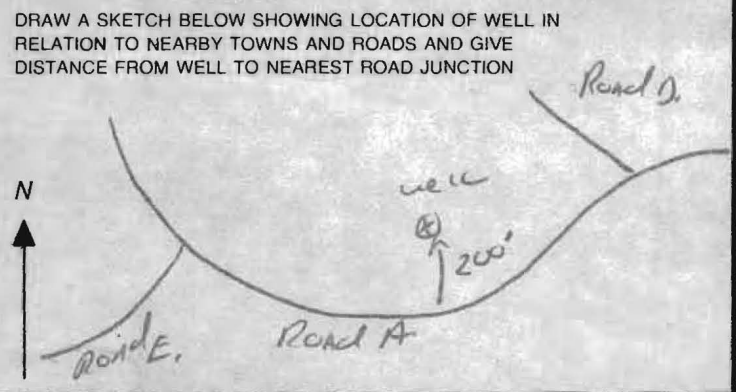 DRAW A SKETCH BELOW SHOWING LOCATION OF WELL IN
RELATION TO NEARBY TOWNS AND ROADS AND GIVE
DISTANCE FROM WELL TO NEAREST ROAD JUNCTION
Road D.
N
well
200'
Road A
Road E.